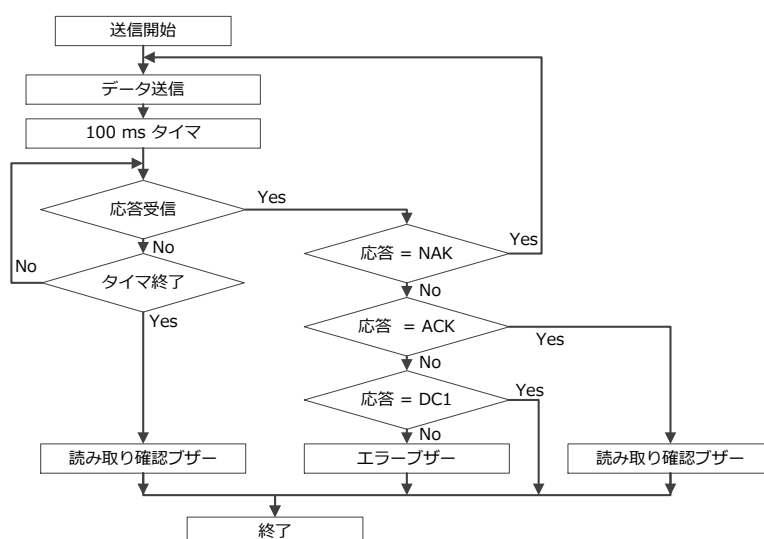 送信開始
データ送信
100 ms タイマ
応答受信
Yes
No
タイマ終了
No
Yes
応答 = NAK
Yes
No
応答 = ACK
Yes
No
応答 = DC1
Yes
No
読み取り確認ブザー
エラーブザー
読み取り確認ブザー
終了